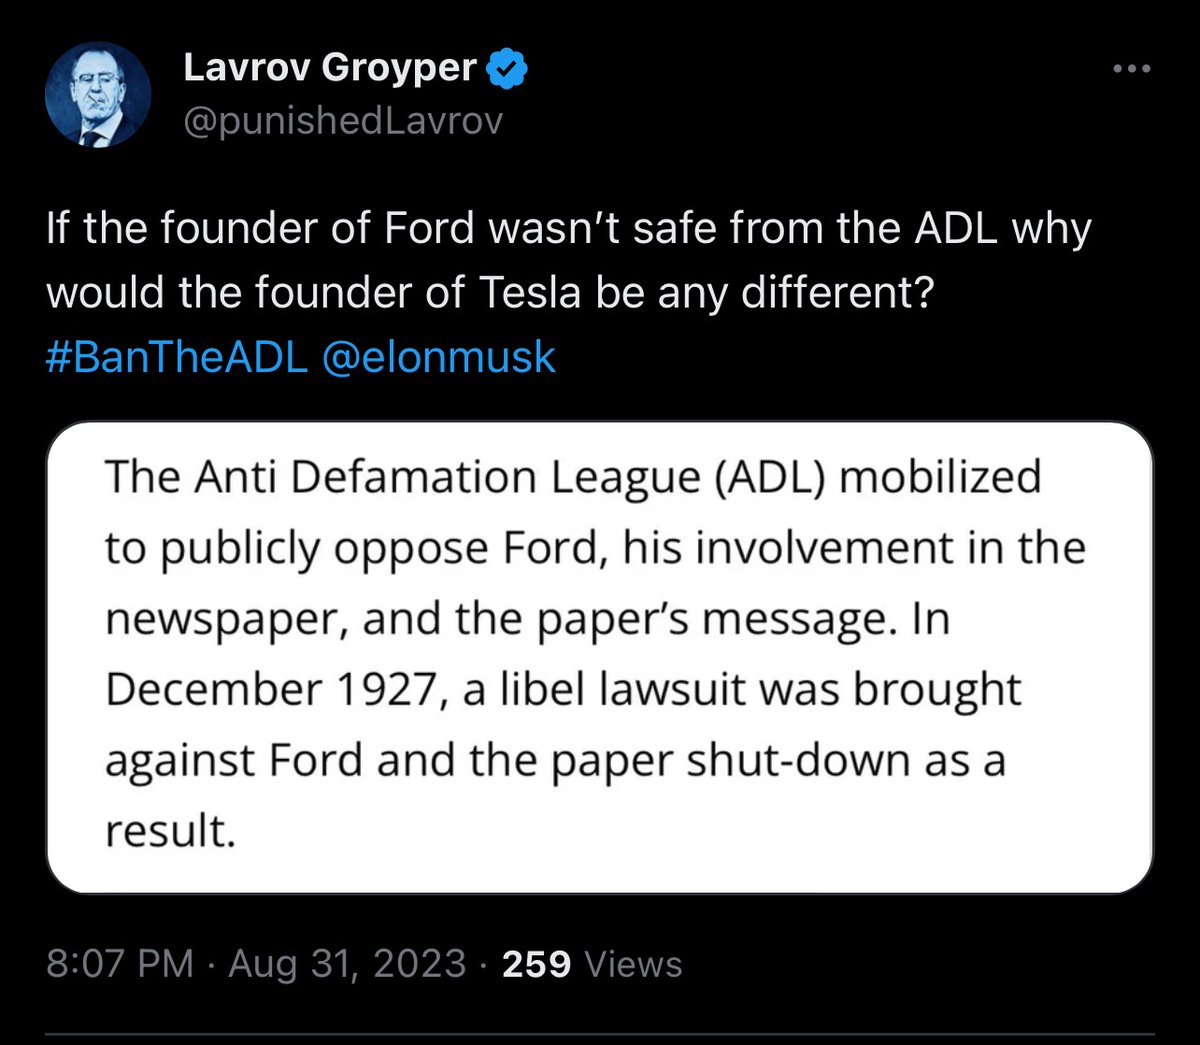 Lavrov Groyper
@punishedLavrov
If the founder of Ford wasn’t safe from the ADL why
would the founder of Tesla be any different?
#BanTheADL @elonmusk
The Anti Defamation League (ADL) mobilized
to publicly oppose Ford, his involvement in the
newspaper, and the paper’s message. In
December 1927, a libel lawsuit was brought
against Ford and the paper shut-down as a
result.
8:07 PM · Aug 31, 2023 · 259 Views